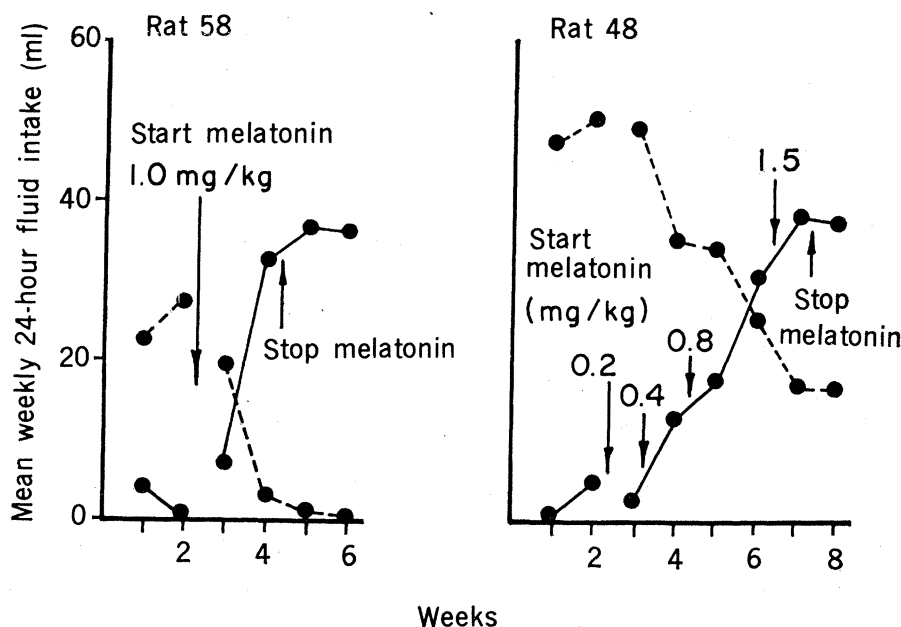 Mean weekly 24-hour fluid intake (ml)
Rat 58
60
40
20
0
Start melatonin
1.0 mg/kg
Stop melatonin
2 4 6
Rat 48
Start
melatonin
(mg/kg)
0.2
0.4
0.8
1.5
Stop
melatonin
2 4 6 8
Weeks